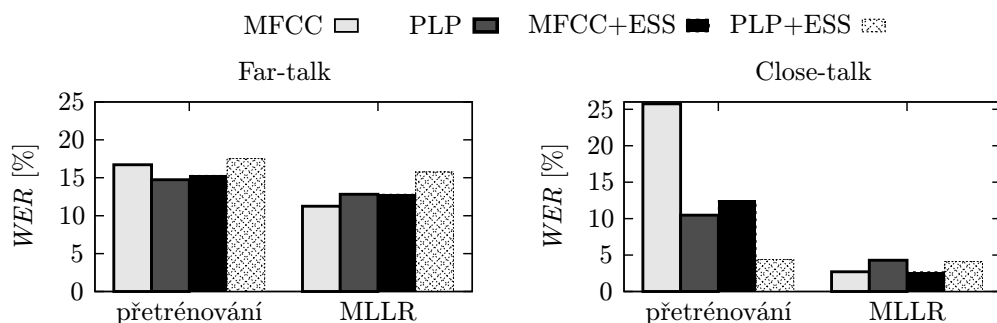 MFCC PLP MFCC+ESS PLP+ESS
Far-talk
WER [%]
25
20
15
10
5
0
přetrénování MLLR
Close-talk
WER [%]
25
20
15
10
5
0
přetrénování MLLR